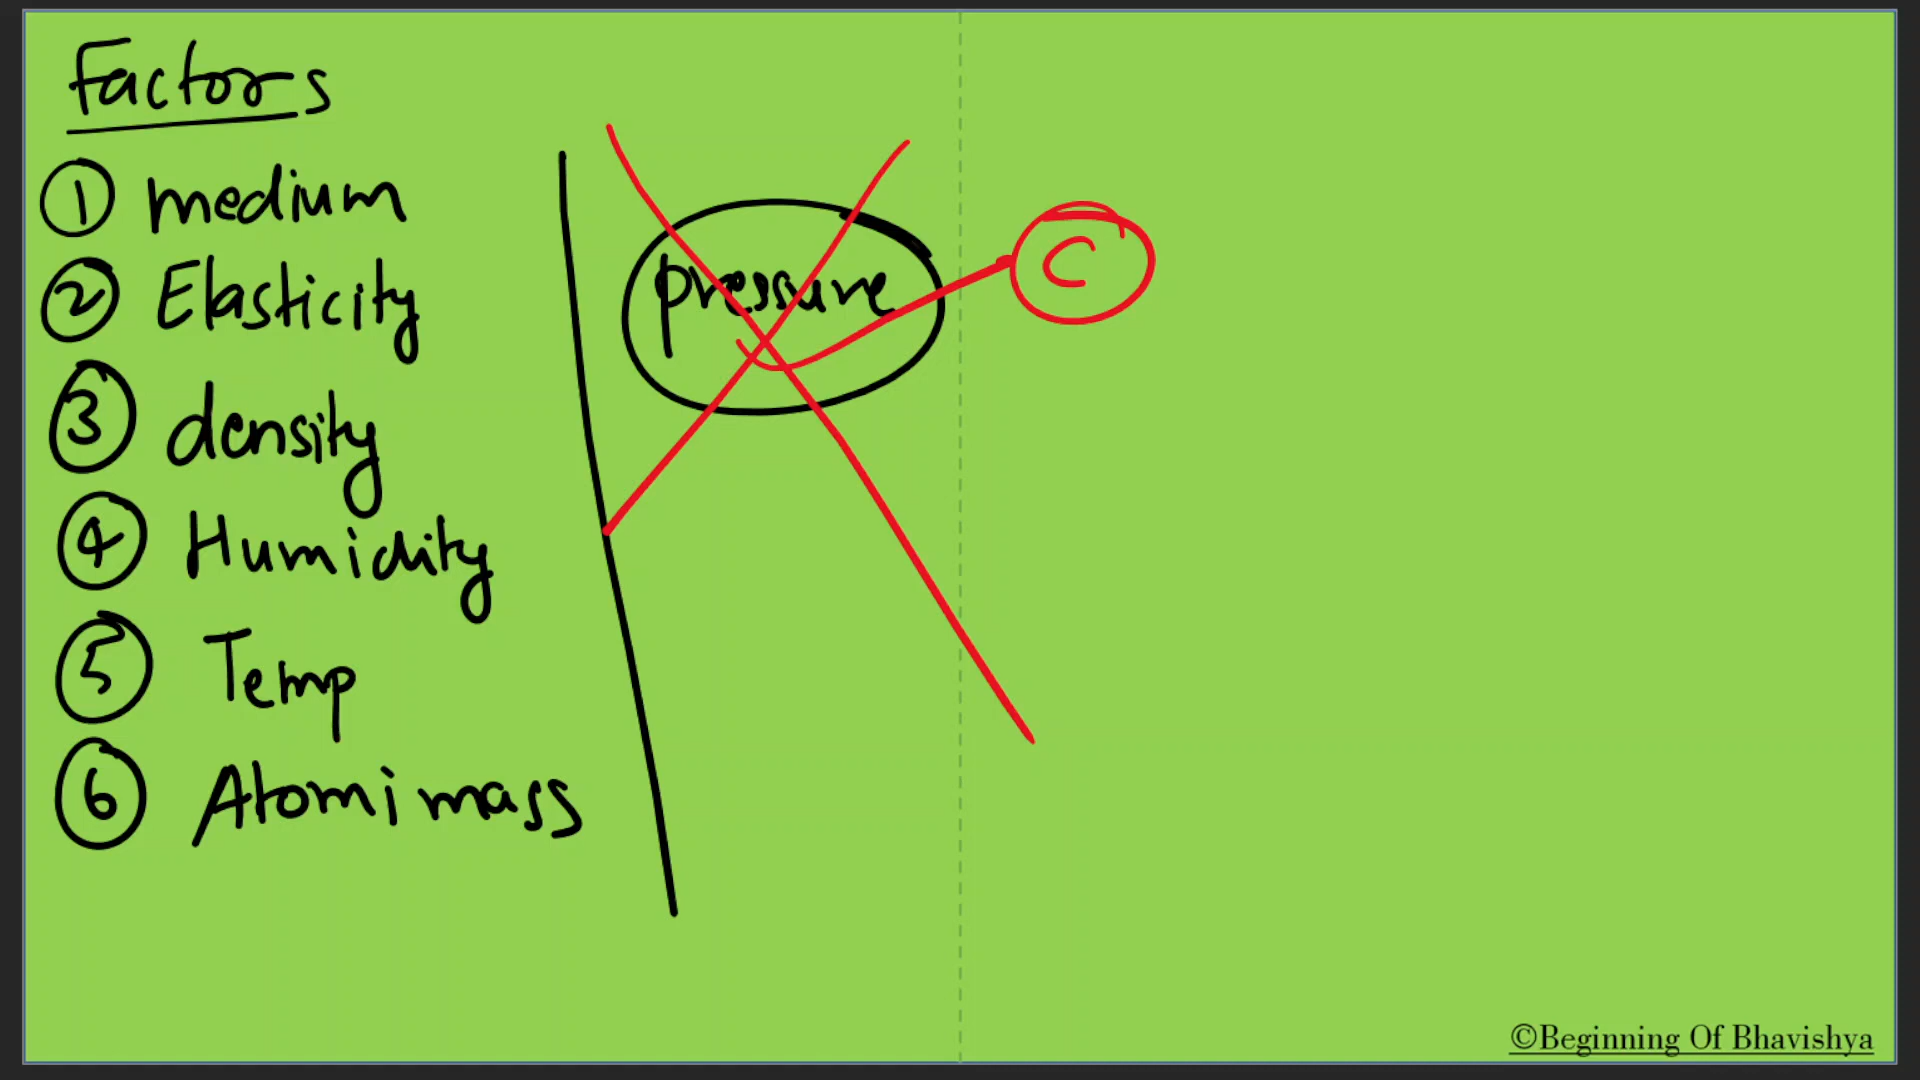 Factors
① medium
② Elasticity
③ density
④ Humidity
⑤ Temp
⑥ Atomi mass
pressure
C
©Beginning Of Bhavishya